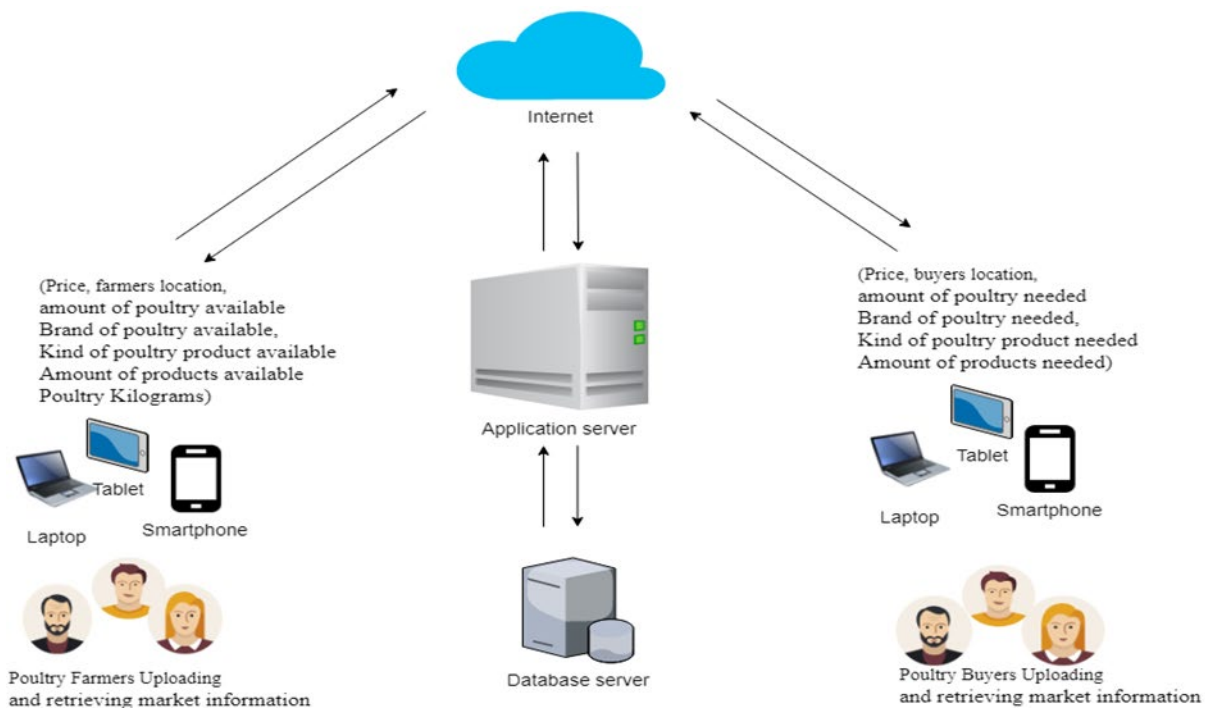 Internet
(Price, farmers location,
amount of poultry available
Brand of poultry available,
Kind of poultry product available
Amount of products available
Poultry Kilograms)
Tablet
Laptop
Smartphone
Poultry Farmers Uploading
and retrieving market information
Application server
Database server
(Price, buyers location,
amount of poultry needed
Brand of poultry needed,
Kind of poultry product needed
Amount of products needed)
Tablet
Laptop
Smartphone
Poultry Buyers Uploading
and retrieving market information